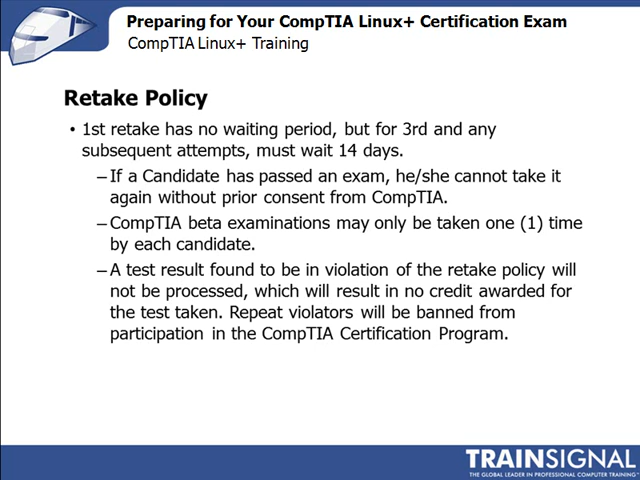 Preparing for Your CompTIA Linux+ Certification Exam
CompTIA Linux+ Training
Retake Policy
• 1st retake has no waiting period, but for 3rd and any
subsequent attempts, must wait 14 days.
– If a Candidate has passed an exam, he/she cannot take it
again without prior consent from CompTIA.
– CompTIA beta examinations may only be taken one (1) time
by each candidate.
– A test result found to be in violation of the retake policy will
not be processed, which will result in no credit awarded for
the test taken. Repeat violators will be banned from
participation in the CompTIA Certification Program.
TRAINSIGNAL
THE GLOBAL LEADER IN PROFESSIONAL COMPUTER TRAINING